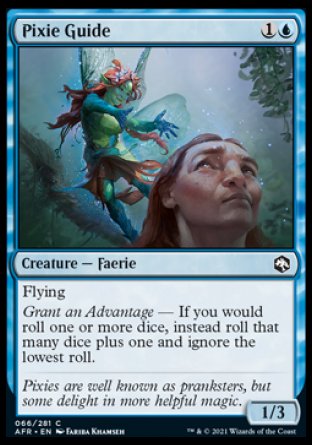 Pixie Guide 1
Creature — Faerie
Flying
Grant an Advantage — If you would
roll one or more dice, instead roll that
many dice plus one and ignore the
lowest roll.
Pixies are well known as pranksters, but
some delight in more helpful magic.
1/3
066/281 C
AFR • EN Fariba Khamseh
™ & © 2021 Wizards of the Coast